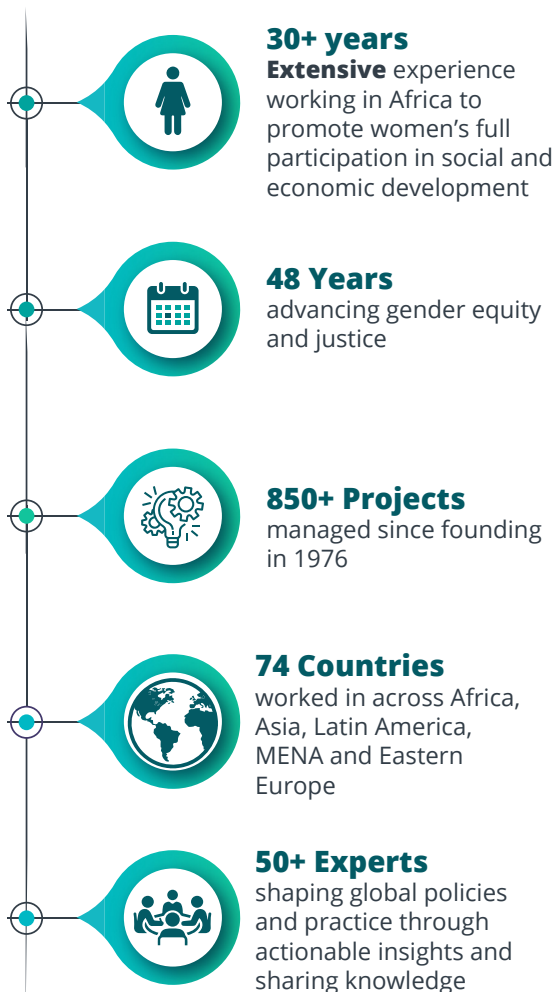 30+ years
Extensive experience
working in Africa to
promote women’s full
participation in social and
economic development
48 Years
advancing gender equity
and justice
850+ Projects
managed since founding
in 1976
74 Countries
worked in across Africa,
Asia, Latin America,
MENA and Eastern
Europe
50+ Experts
shaping global policies
and practice through
actionable insights and
sharing knowledge